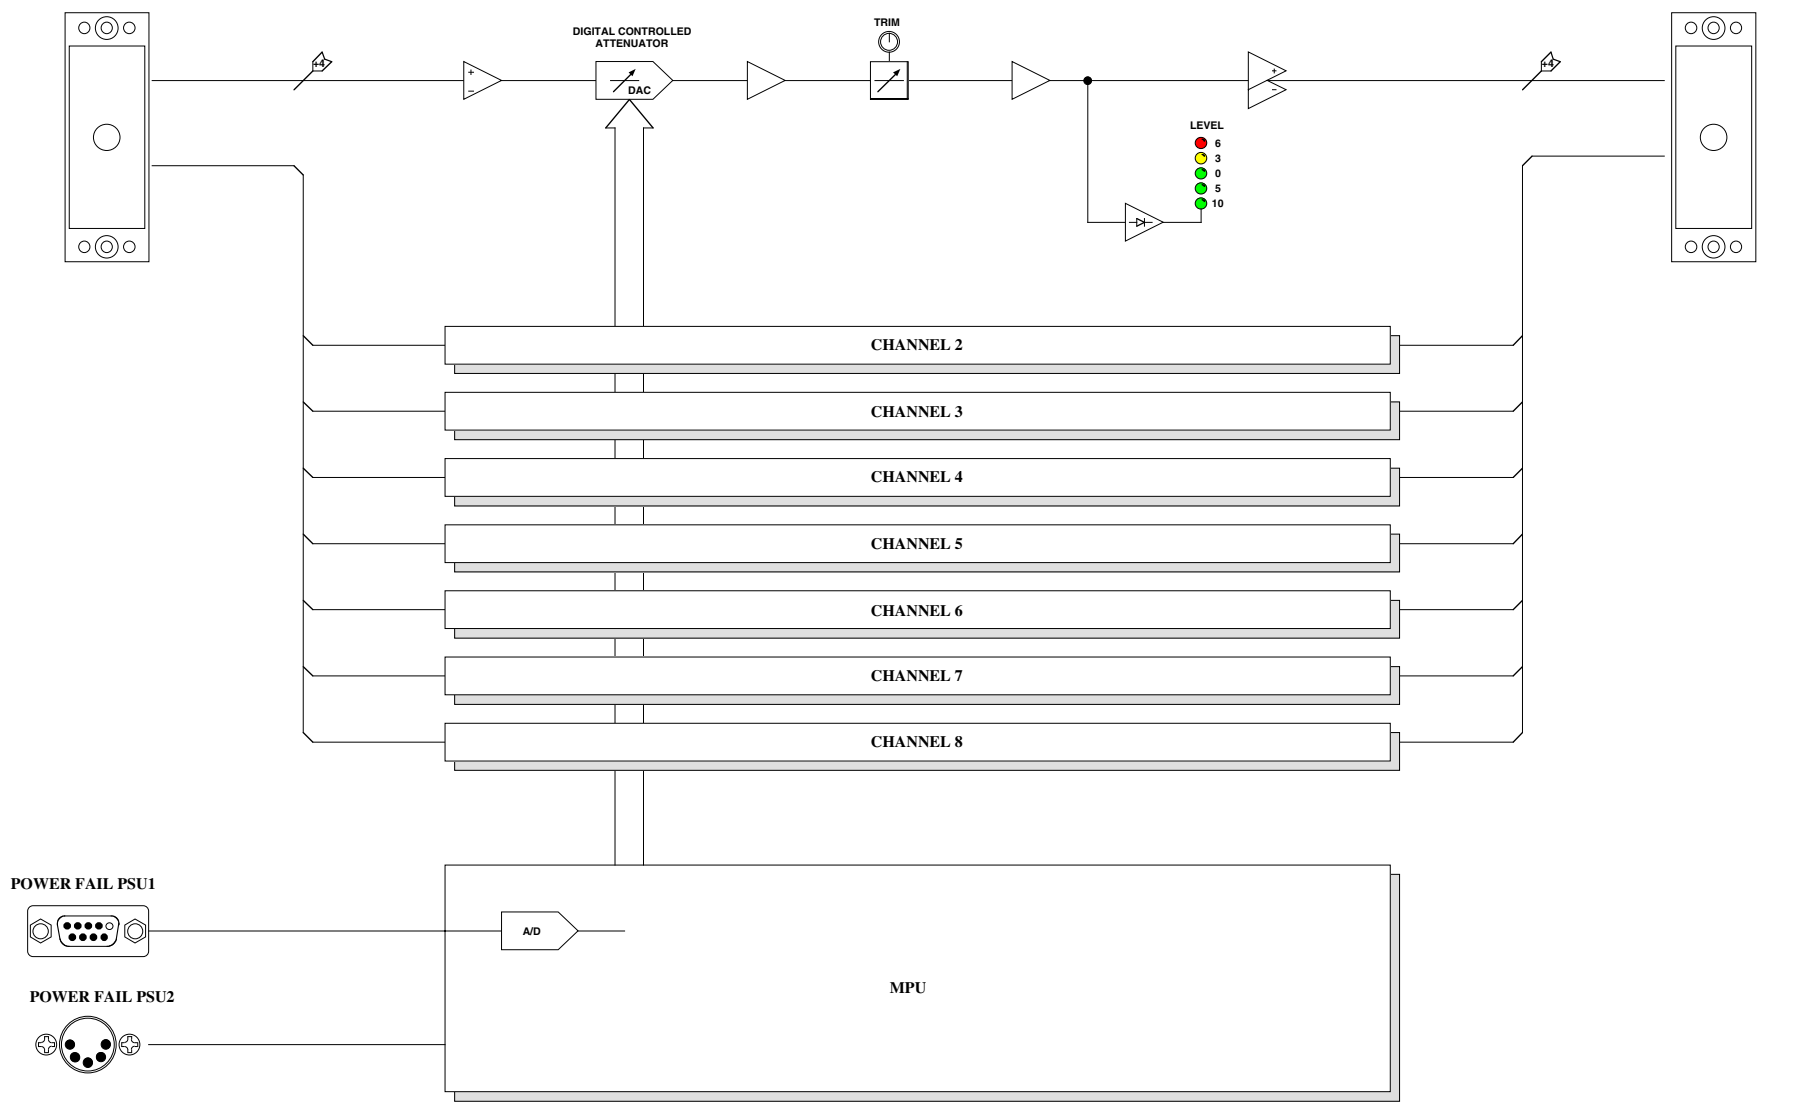 DIGITAL CONTROLLED
ATTENUATOR
TRIM
+4
+
−
DAC
+
−
+4
LEVEL
6
3
0
5
10
CHANNEL 2
CHANNEL 3
CHANNEL 4
CHANNEL 5
CHANNEL 6
CHANNEL 7
CHANNEL 8
POWER FAIL PSU1
A/D
MPU
POWER FAIL PSU2